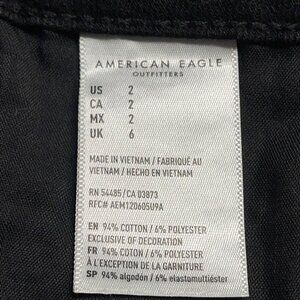 AMERICAN EAGLE
OUTFITTERS
US 2
CA 2
MX 2
UK 6
MADE IN VIETNAM / FABRIQUÉ AU
VIETNAM / HECHO EN VIETNAM
RN 54485/CA 03873
RFC# AEM120605U9A
EN 94% COTTON / 6% POLYESTER
EXCLUSIVE OF DECORATION
FR 94% COTTON / 6% POLYESTER
À L'EXCEPTION DE LA GARNITURE
SP 94% algodón / 6% elastomultiéster